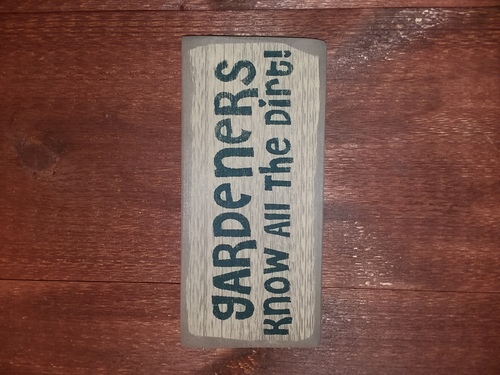 gARDeneRS
Know All The Dirt!